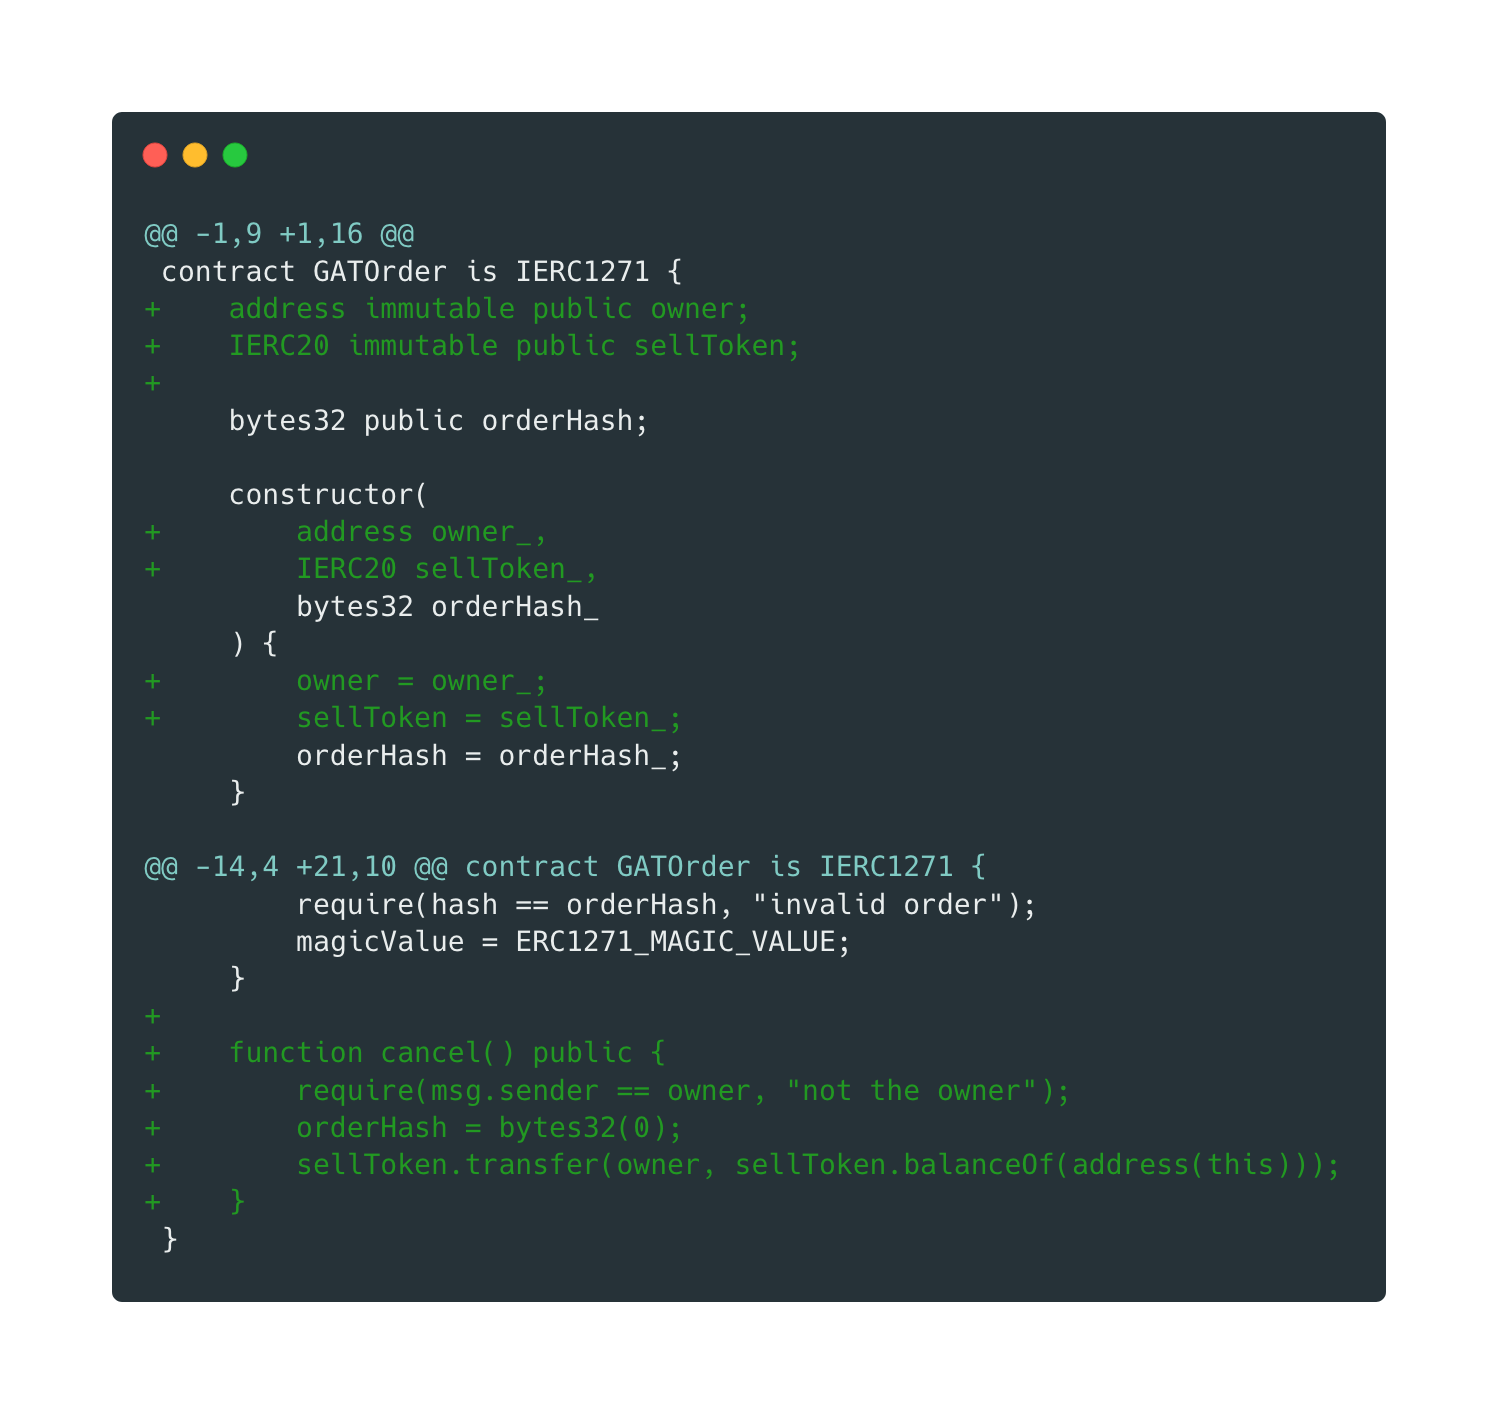 @@ -1,9 +1,16 @@
 contract GATOrder is IERC1271 {
+    address immutable public owner;
+    IERC20 immutable public sellToken;
+
     bytes32 public orderHash;

     constructor(
+        address owner_,
+        IERC20 sellToken_,
         bytes32 orderHash_
     ) {
+        owner = owner_;
+        sellToken = sellToken_;
         orderHash = orderHash_;
     }

@@ -14,4 +21,10 @@ contract GATOrder is IERC1271 {
         require(hash == orderHash, "invalid order");
         magicValue = ERC1271_MAGIC_VALUE;
     }
+
+    function cancel() public {
+        require(msg.sender == owner, "not the owner");
+        orderHash = bytes32(0);
+        sellToken.transfer(owner, sellToken.balanceOf(address(this)));
+    }
 }